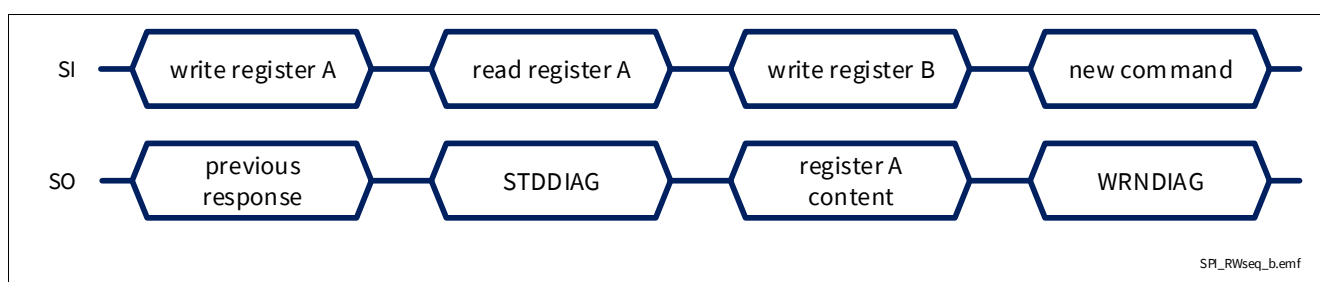 SI
write register A
read register A
write register B
new command
SO
previous
response
STDDIAG
register A
content
WRNDIAG
SPI_RWseq_b.emf